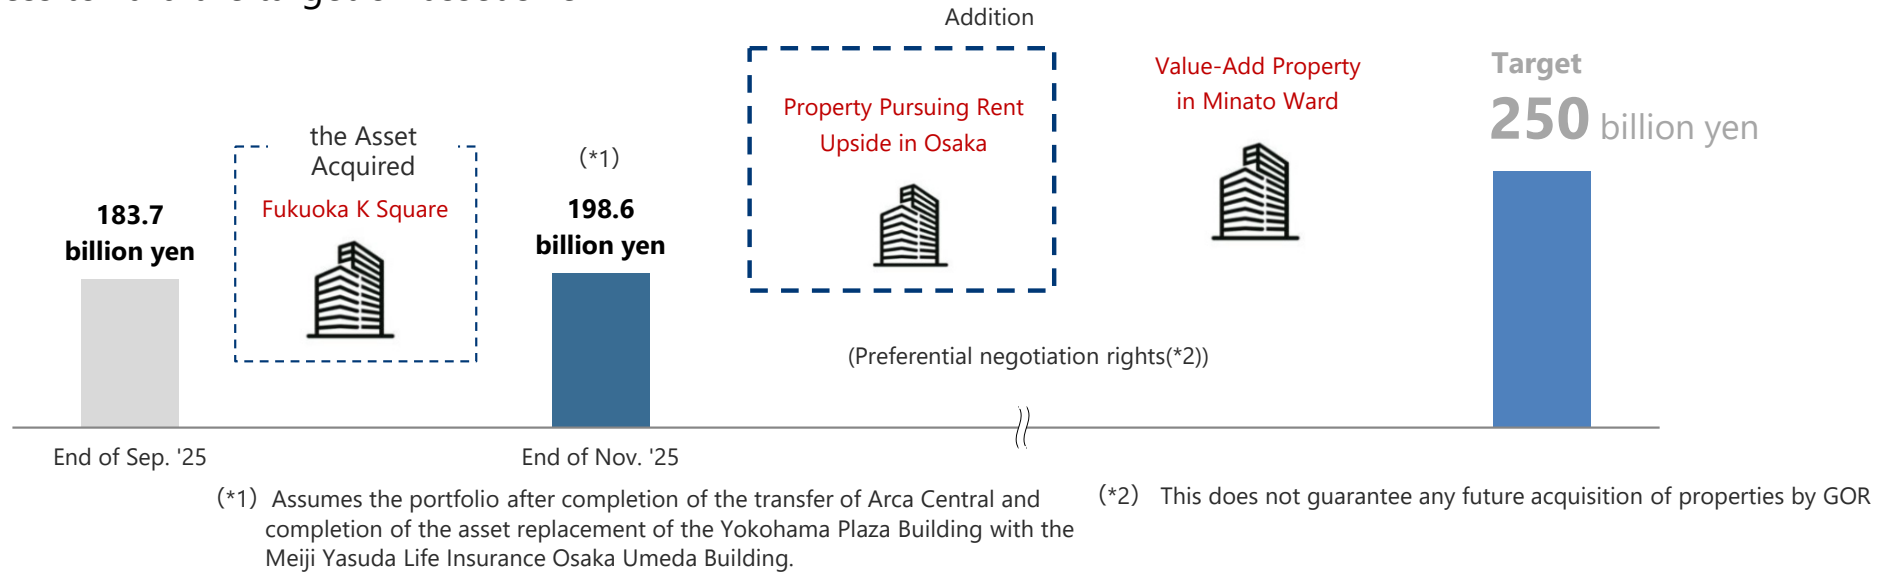 Addition
the Asset
Acquired
Fukuoka K Square
Property Pursuing Rent
Upside in Osaka
Value-Add Property
in Minato Ward
Target
250 billion yen
183.7
billion yen
(*1)
198.6
billion yen
(Preferential negotiation rights(*2))
End of Sep. '25
End of Nov. '25
(*1) Assumes the portfolio after completion of the transfer of Arca Central and
completion of the asset replacement of the Yokohama Plaza Building with the
Meiji Yasuda Life Insurance Osaka Umeda Building.
(*2) This does not guarantee any future acquisition of properties by GOR